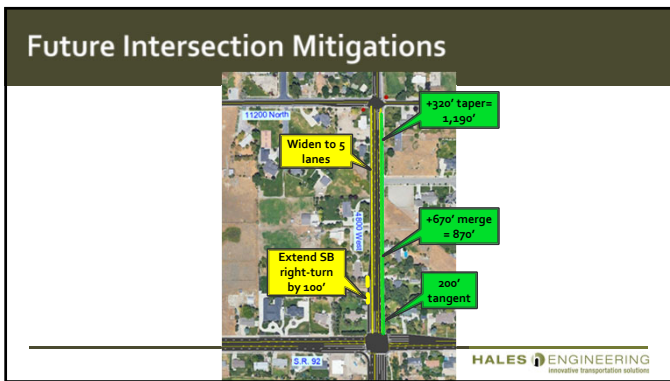 Future Intersection Mitigations
11200 North
+320' taper=
1,190'
Widen to 5
lanes
4800 West
+670' merge
= 870'
Extend SB
right-turn
by 100'
200'
tangent
S.R. 92
HALES ENGINEERING
innovative transportation solutions